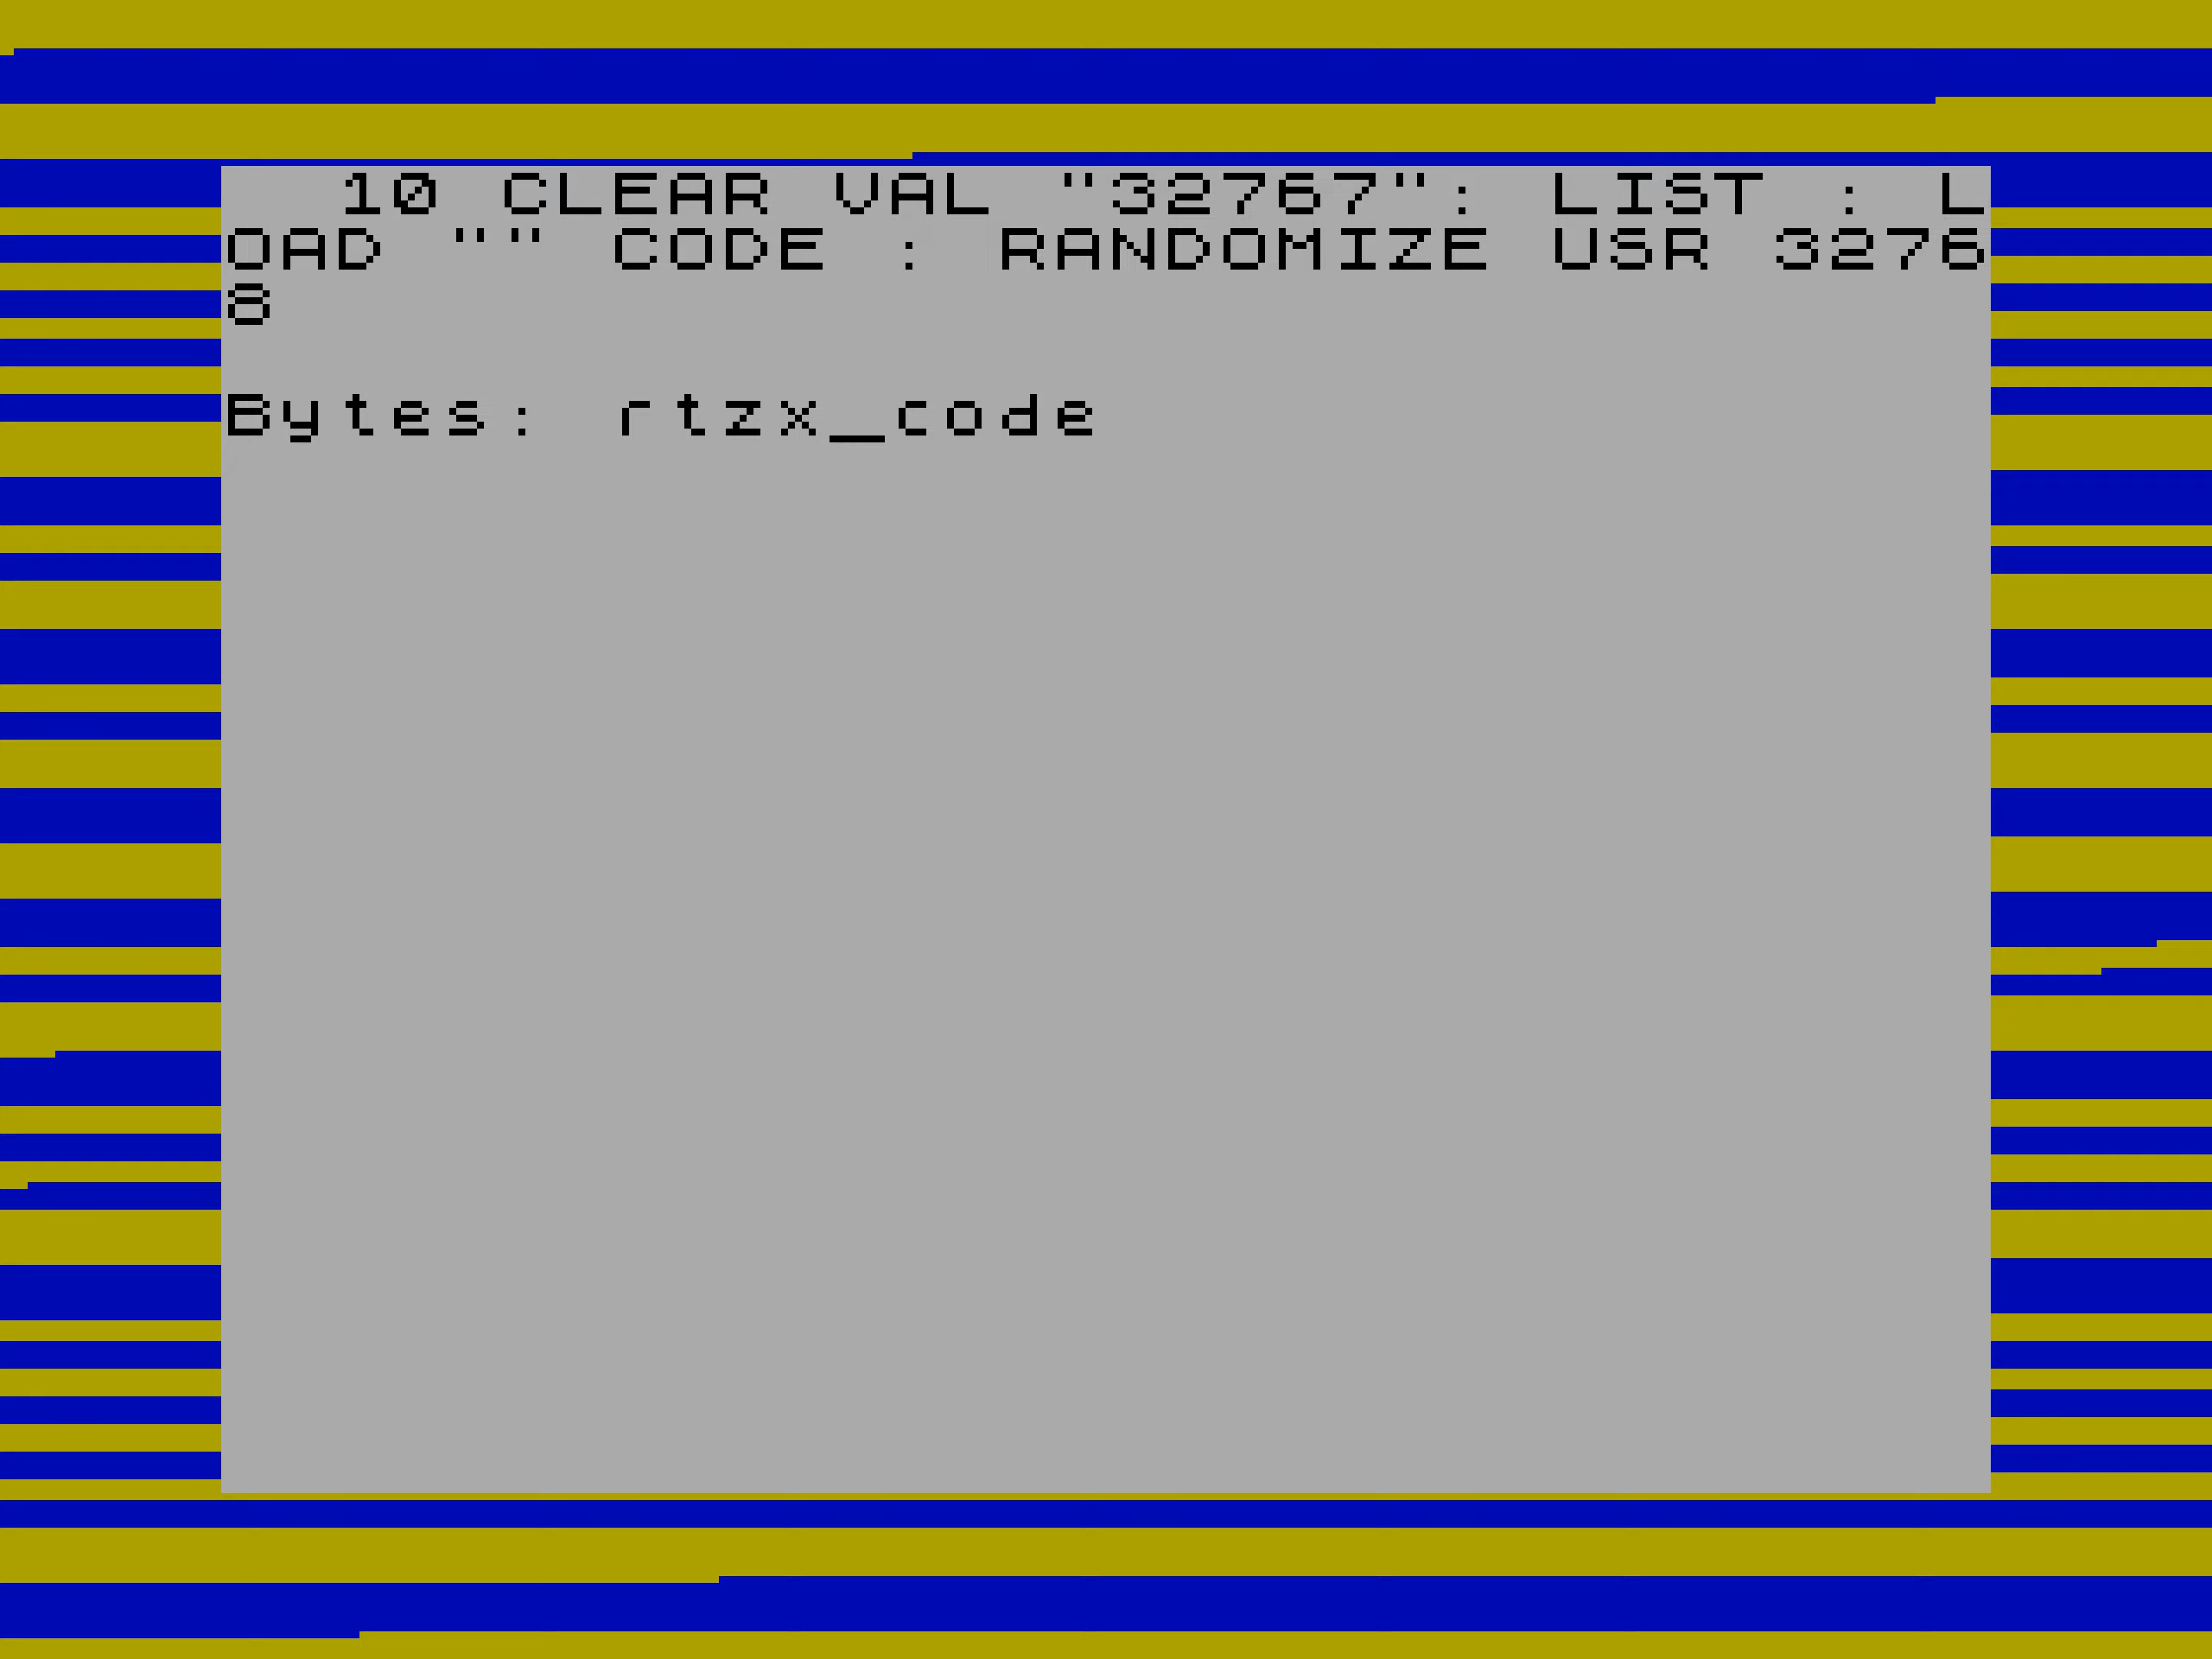 10 CLEAR VAL "32767": LIST : L
OAD "" CODE : RANDOMIZE USR 3276
8
Bytes: rtzx_code